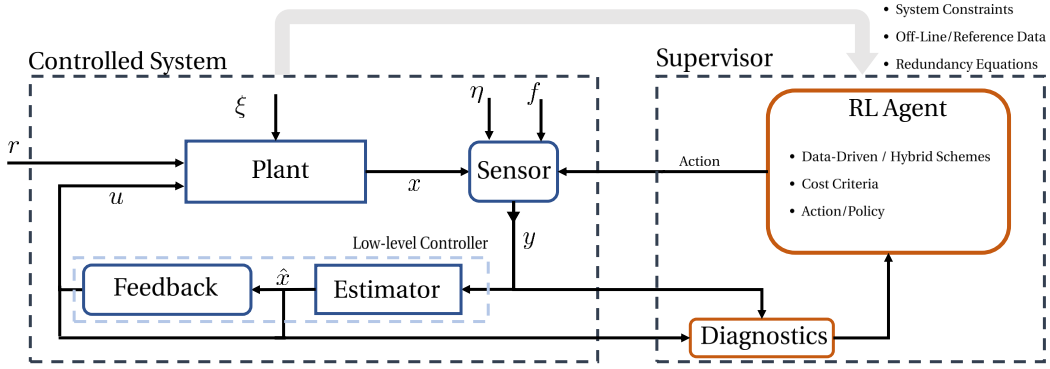 • System Constraints
• Off-Line/Reference Data
• Redundancy Equations
Controlled System
Supervisor
ξ
η
f
r
Plant
x
Sensor
Action
RL Agent
• Data-Driven / Hybrid Schemes
• Cost Criteria
• Action/Policy
u
y
Low-level Controller
Feedback
x̂
Estimator
Diagnostics